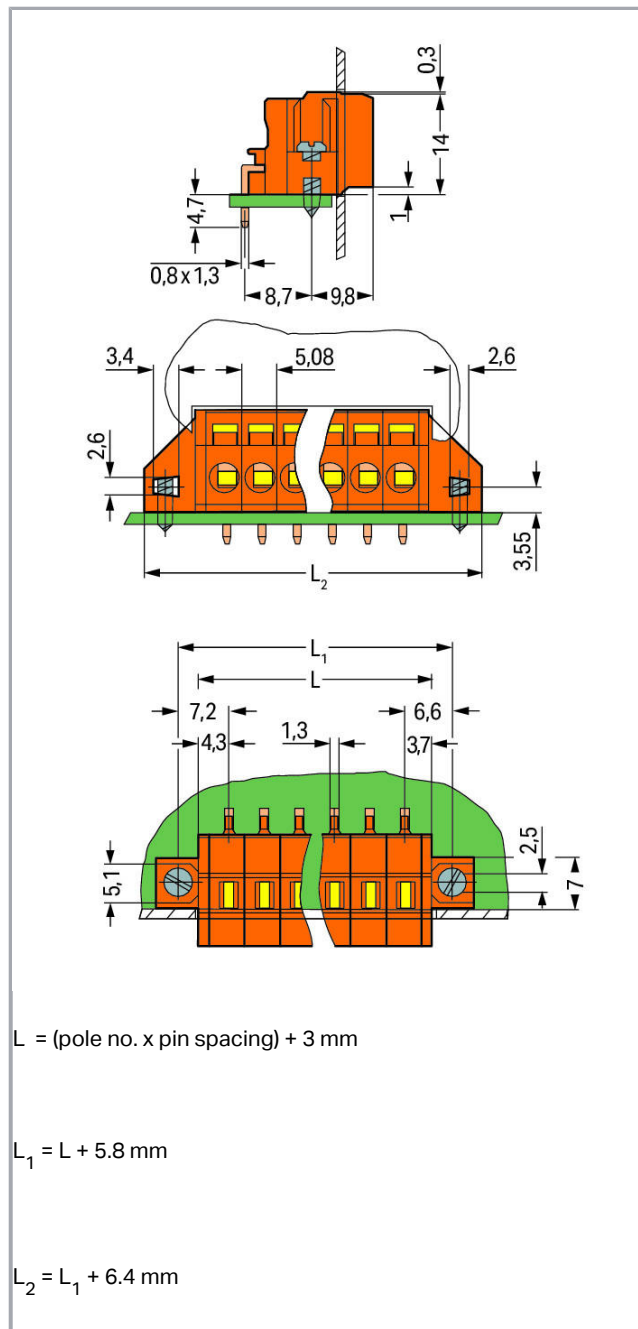 0,3
14
1
4,7
0,8 x 1,3
8,7
9,8
3,4
5,08
2,6
2,6
3,55
L2
L1
L
7,2
6,6
4,3
1,3
3,7
2,5
5,1
7
L = (pole no. x pin spacing) + 3 mm
L1 = L + 5.8 mm
L2 = L1 + 6.4 mm